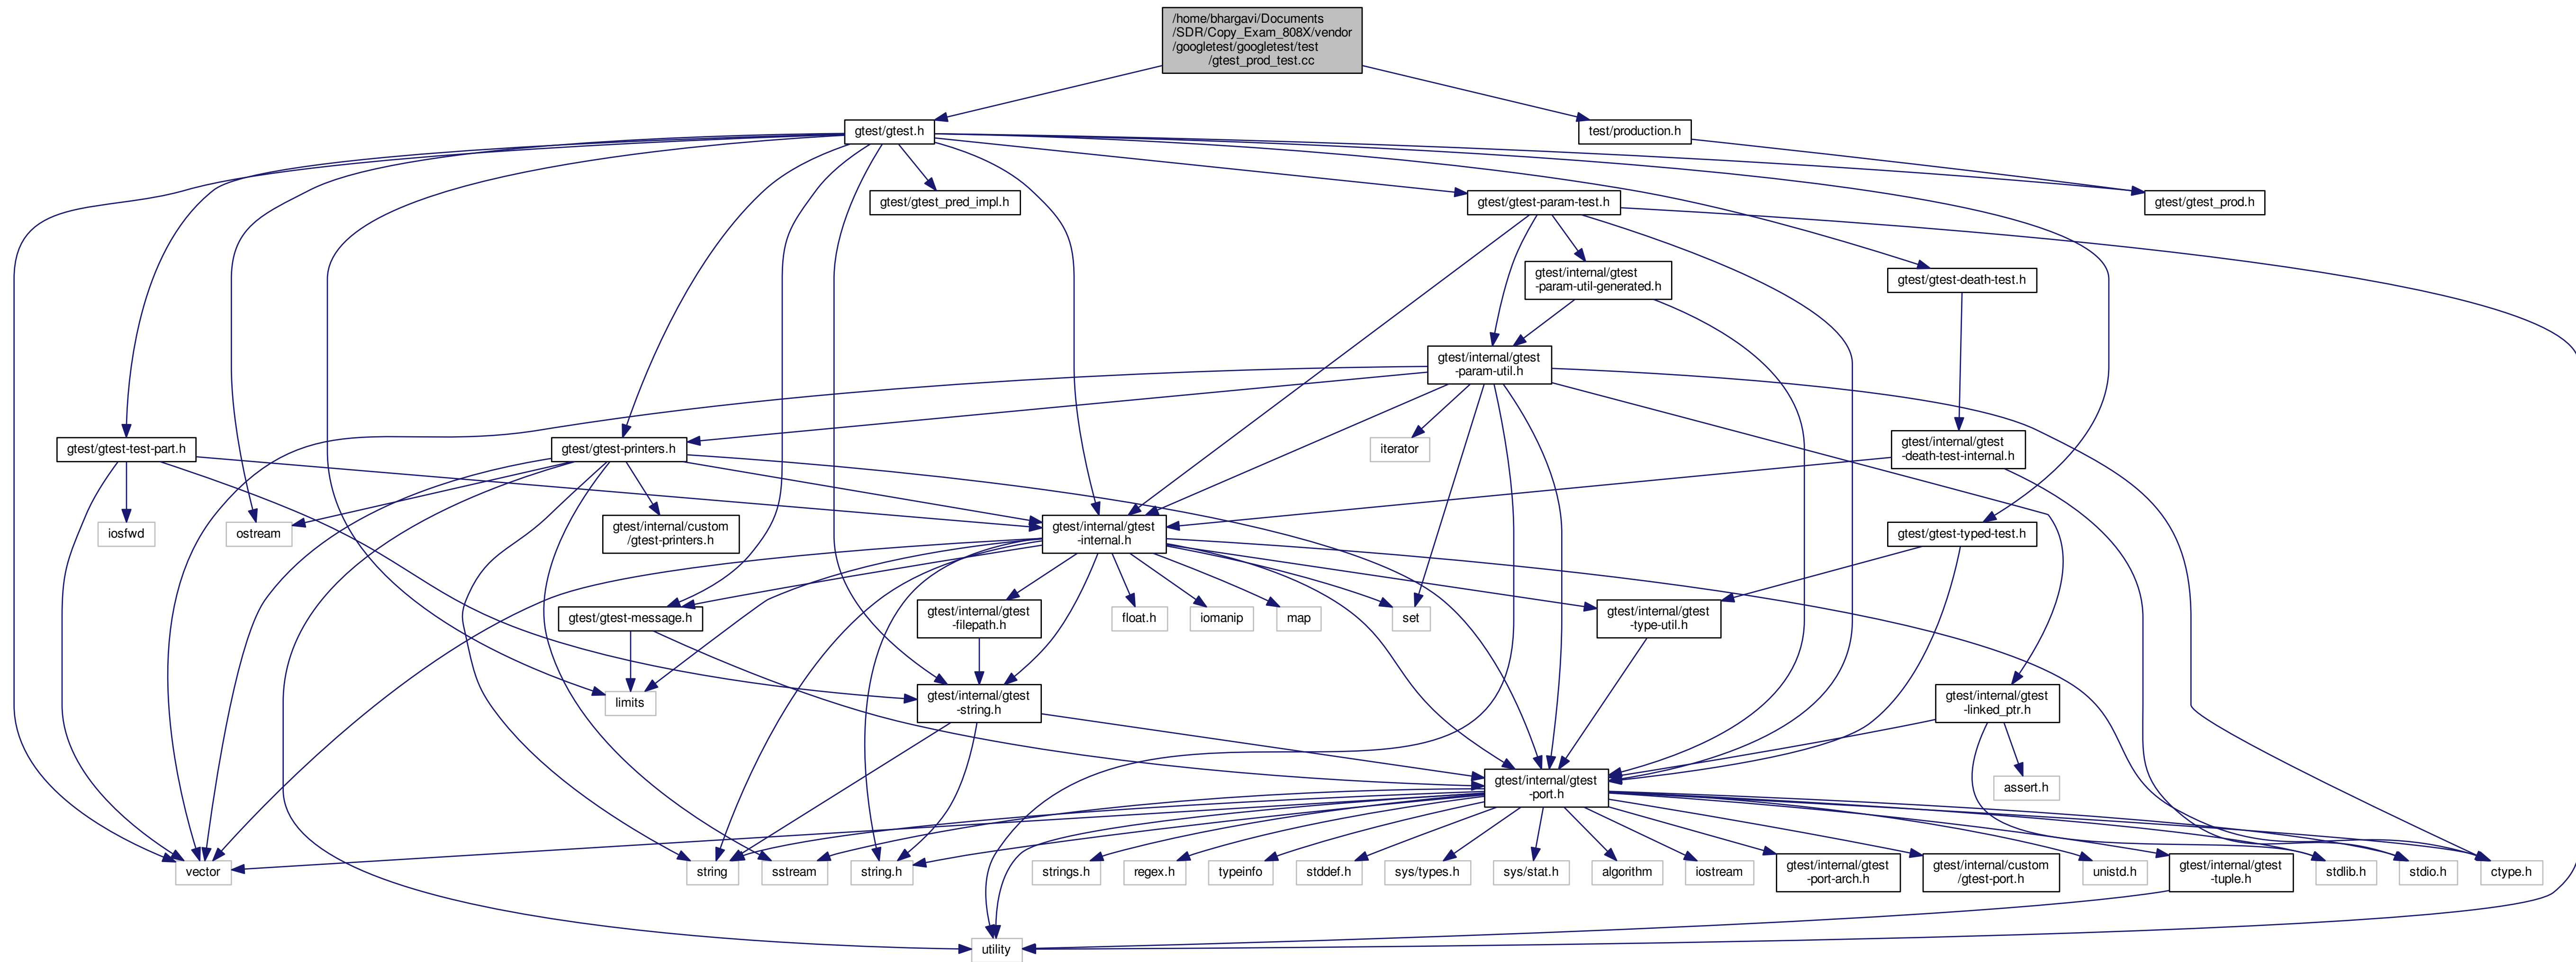 /home/bhargavi/Documents
/SDR/Copy_Exam_808X/vendor
/googletest/googletest/test
/gtest_prod_test.cc
gtest/gtest.h
test/production.h
gtest/gtest_pred_impl.h
gtest/gtest-param-test.h
gtest/gtest_prod.h
gtest/internal/gtest
-param-util-generated.h
gtest/gtest-death-test.h
gtest/internal/gtest
-param-util.h
gtest/gtest-test-part.h
gtest/gtest-printers.h
iterator
gtest/internal/gtest
-death-test-internal.h
iosfwd
ostream
gtest/internal/custom
/gtest-printers.h
gtest/internal/gtest
-internal.h
gtest/gtest-typed-test.h
gtest/gtest-message.h
gtest/internal/gtest
-filepath.h
float.h
iomanip
map
set
gtest/internal/gtest
-type-util.h
limits
gtest/internal/gtest
-string.h
gtest/internal/gtest
-linked_ptr.h
gtest/internal/gtest
-port.h
assert.h
vector
string
sstream
string.h
strings.h
regex.h
typeinfo
stddef.h
sys/types.h
sys/stat.h
algorithm
iostream
gtest/internal/gtest
-port-arch.h
gtest/internal/custom
/gtest-port.h
unistd.h
gtest/internal/gtest
-tuple.h
stdlib.h
stdio.h
ctype.h
utility